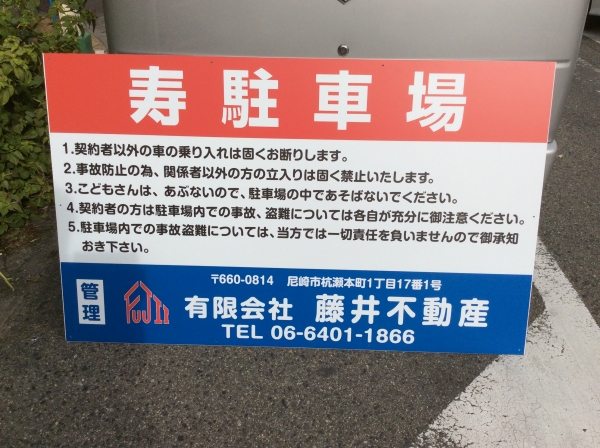 寿駐車場
1.契約者以外の車の乗り入れは固くお断りします。
2.事故防止の為、関係者以外の方の立入りは固く禁止いたします。
3.こどもさんは、あぶないので、駐車場の中であそばないでください。
4.契約者の方は駐車場内での事故、盗難については各自が充分に御注意ください。
5.駐車場内での事故盗難については、当方では一切責任を負いませんので御承知
おき下さい。
〒660-0814 尼崎市杭瀬本町1丁目17番1号
管理 FUJII 有限会社 藤井不動産
TEL 06-6401-1866